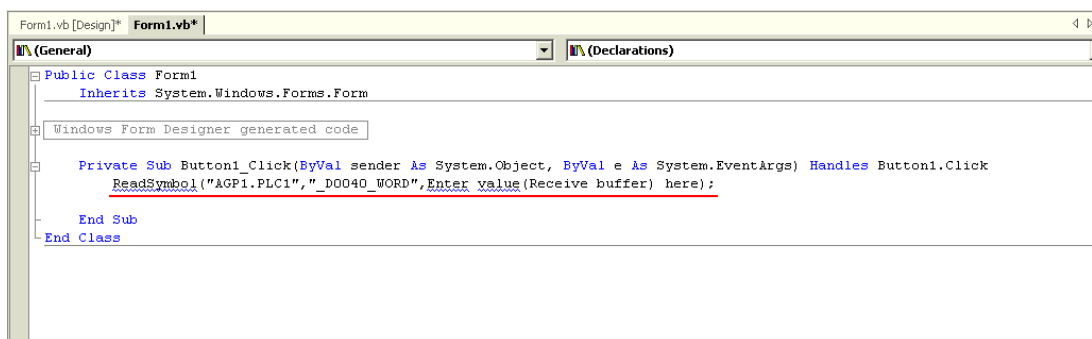 Form1.vb [Design]* Form1.vb*
(General) (Declarations)
Public Class Form1
Inherits System.Windows.Forms.Form
Windows Form Designer generated code
Private Sub Button1_Click(ByVal sender As System.Object, ByVal e As System.EventArgs) Handles Button1.Click
ReadSymbol("AGP1.PLC1","_D0040_WORD",Enter value(Receive buffer) here);
End Sub
End Class